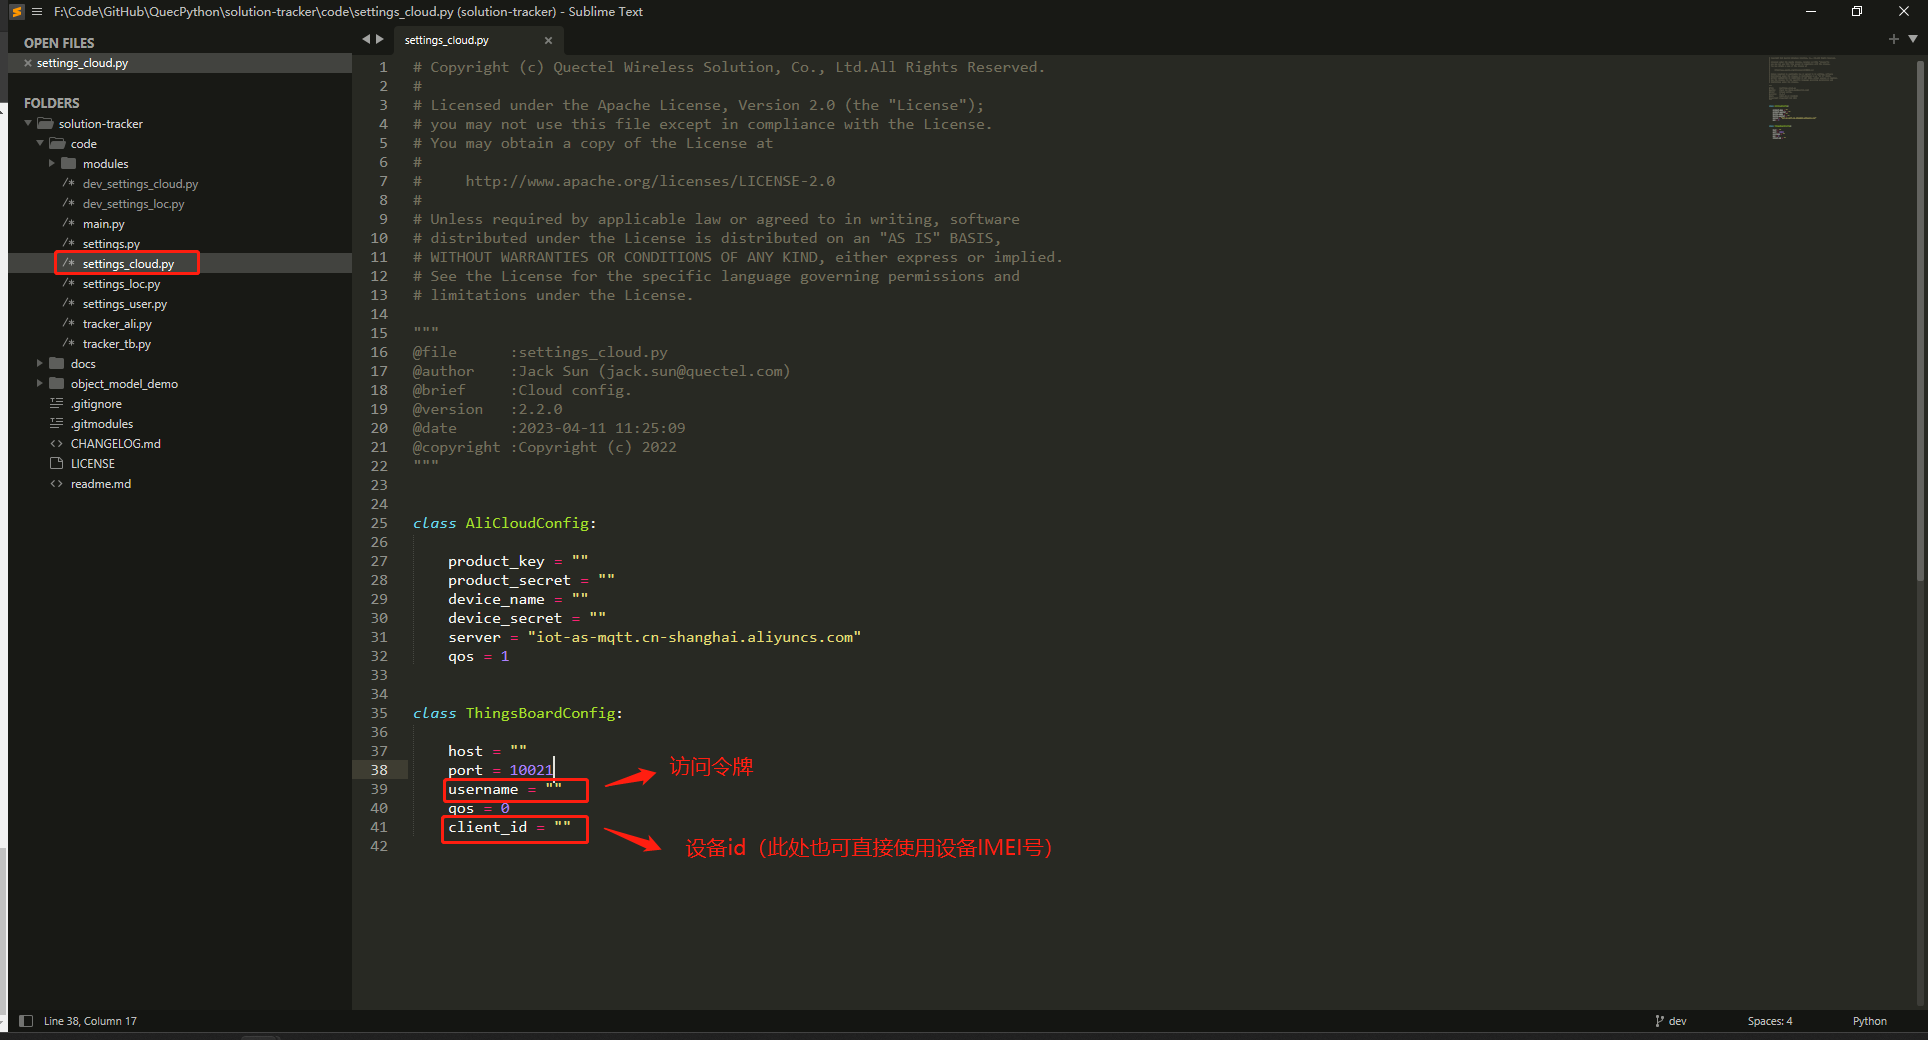 F:\Code\GitHub\QuecPython\solution-tracker\code\settings_cloud.py (solution-tracker) - Sublime Text
OPEN FILES
settings_cloud.py
FOLDERS
solution-tracker
code
modules
/* dev_settings_cloud.py
/* dev_settings_loc.py
/* main.py
/* settings.py
/* settings_cloud.py
/* settings_loc.py
/* settings_user.py
/* tracker_ali.py
/* tracker_tb.py
docs
object_model_demo
.gitignore
.gitmodules
<> CHANGELOG.md
LICENSE
<> readme.md
settings_cloud.py
1 # Copyright (c) Quectel Wireless Solution, Co., Ltd.All Rights Reserved.
2 #
3 # Licensed under the Apache License, Version 2.0 (the "License");
4 # you may not use this file except in compliance with the License.
5 # You may obtain a copy of the License at
6 #
7 #     http://www.apache.org/licenses/LICENSE-2.0
8 #
9 # Unless required by applicable law or agreed to in writing, software
10 # distributed under the License is distributed on an "AS IS" BASIS,
11 # WITHOUT WARRANTIES OR CONDITIONS OF ANY KIND, either express or implied.
12 # See the License for the specific language governing permissions and
13 # limitations under the License.
14
15 """
16 @file      :settings_cloud.py
17 @author    :Jack Sun (jack.sun@quectel.com)
18 @brief     :Cloud config.
19 @version   :2.2.0
20 @date      :2023-04-11 11:25:09
21 @copyright :Copyright (c) 2022
22 """
23
24
25 class AliCloudConfig:
26
27     product_key = ""
28     product_secret = ""
29     device_name = ""
30     device_secret = ""
31     server = "iot-as-mqtt.cn-shanghai.aliyuncs.com"
32     qos = 1
33
34
35 class ThingsBoardConfig:
36
37     host = ""
38     port = 10021
39     username = ""
访问令牌
40     qos = 0
41     client_id = ""
设备id（此处也可直接使用设备IMEI号）
42
Line 38, Column 17
dev
Spaces: 4
Python